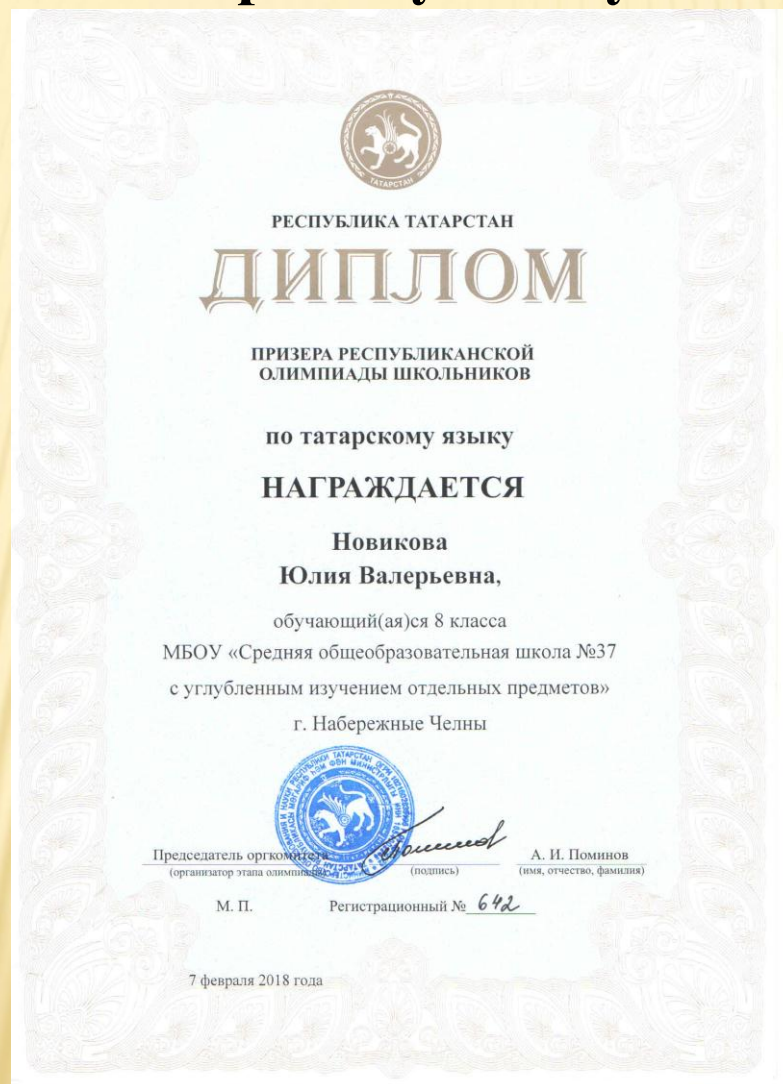 ТАТАРСТАН
РЕСПУБЛИКА ТАТАРСТАН
ДИПЛОМ
ПРИЗЕРА РЕСПУБЛИКАНСКОЙ
ОЛИМПИАДЫ ШКОЛЬНИКОВ
по татарскому языку
НАГРАЖДАЕТСЯ
Новикова
Юлия Валерьевна,
обучающий(ая)ся 8 класса
МБОУ «Средняя общеобразовательная школа №37
с углубленным изучением отдельных предметов»
г. Набережные Челны
Председатель оргкомитета А. И. Поминов
(организатор этапа олимпиады) (подпись) (имя, отчество, фамилия)
М. П. Регистрационный № 642
7 февраля 2018 года